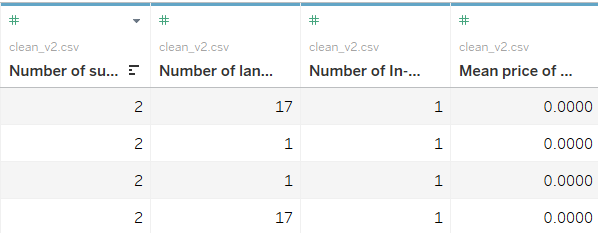 # # # #
clean_v2.csv clean_v2.csv clean_v2.csv clean_v2.csv
Number of su... Number of lan... Number of In-... Mean price of ...
2 17 1 0.0000
2 1 1 0.0000
2 1 1 0.0000
2 17 1 0.0000